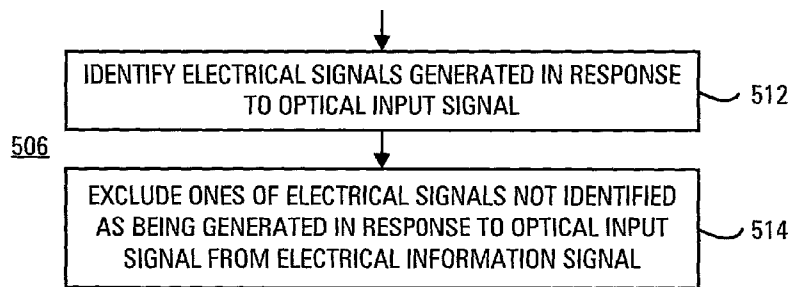 IDENTIFY ELECTRICAL SIGNALS GENERATED IN RESPONSE
TO OPTICAL INPUT SIGNAL
512
506
EXCLUDE ONES OF ELECTRICAL SIGNALS NOT IDENTIFIED
AS BEING GENERATED IN RESPONSE TO OPTICAL INPUT
SIGNAL FROM ELECTRICAL INFORMATION SIGNAL
514